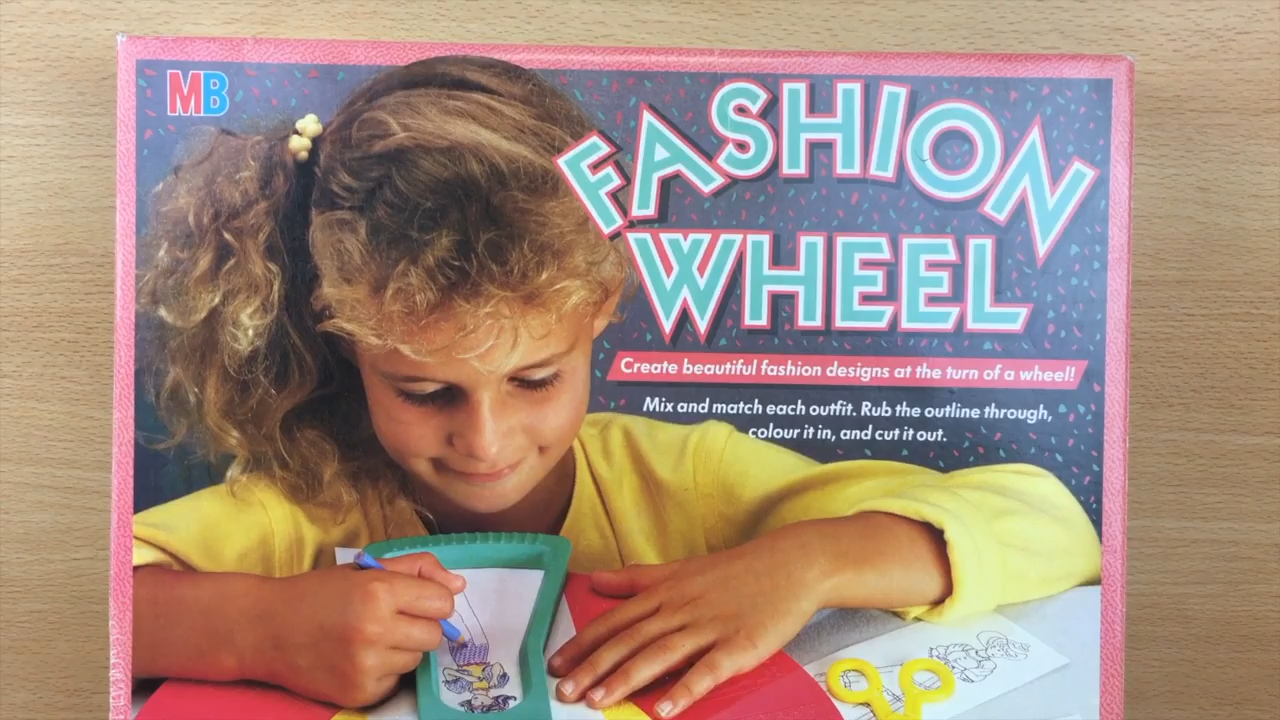 MB
FASHION
WHEEL
Create beautiful fashion designs at the turn of a wheel!
Mix and match each outfit. Rub the outline through,
colour it in, and cut it out.